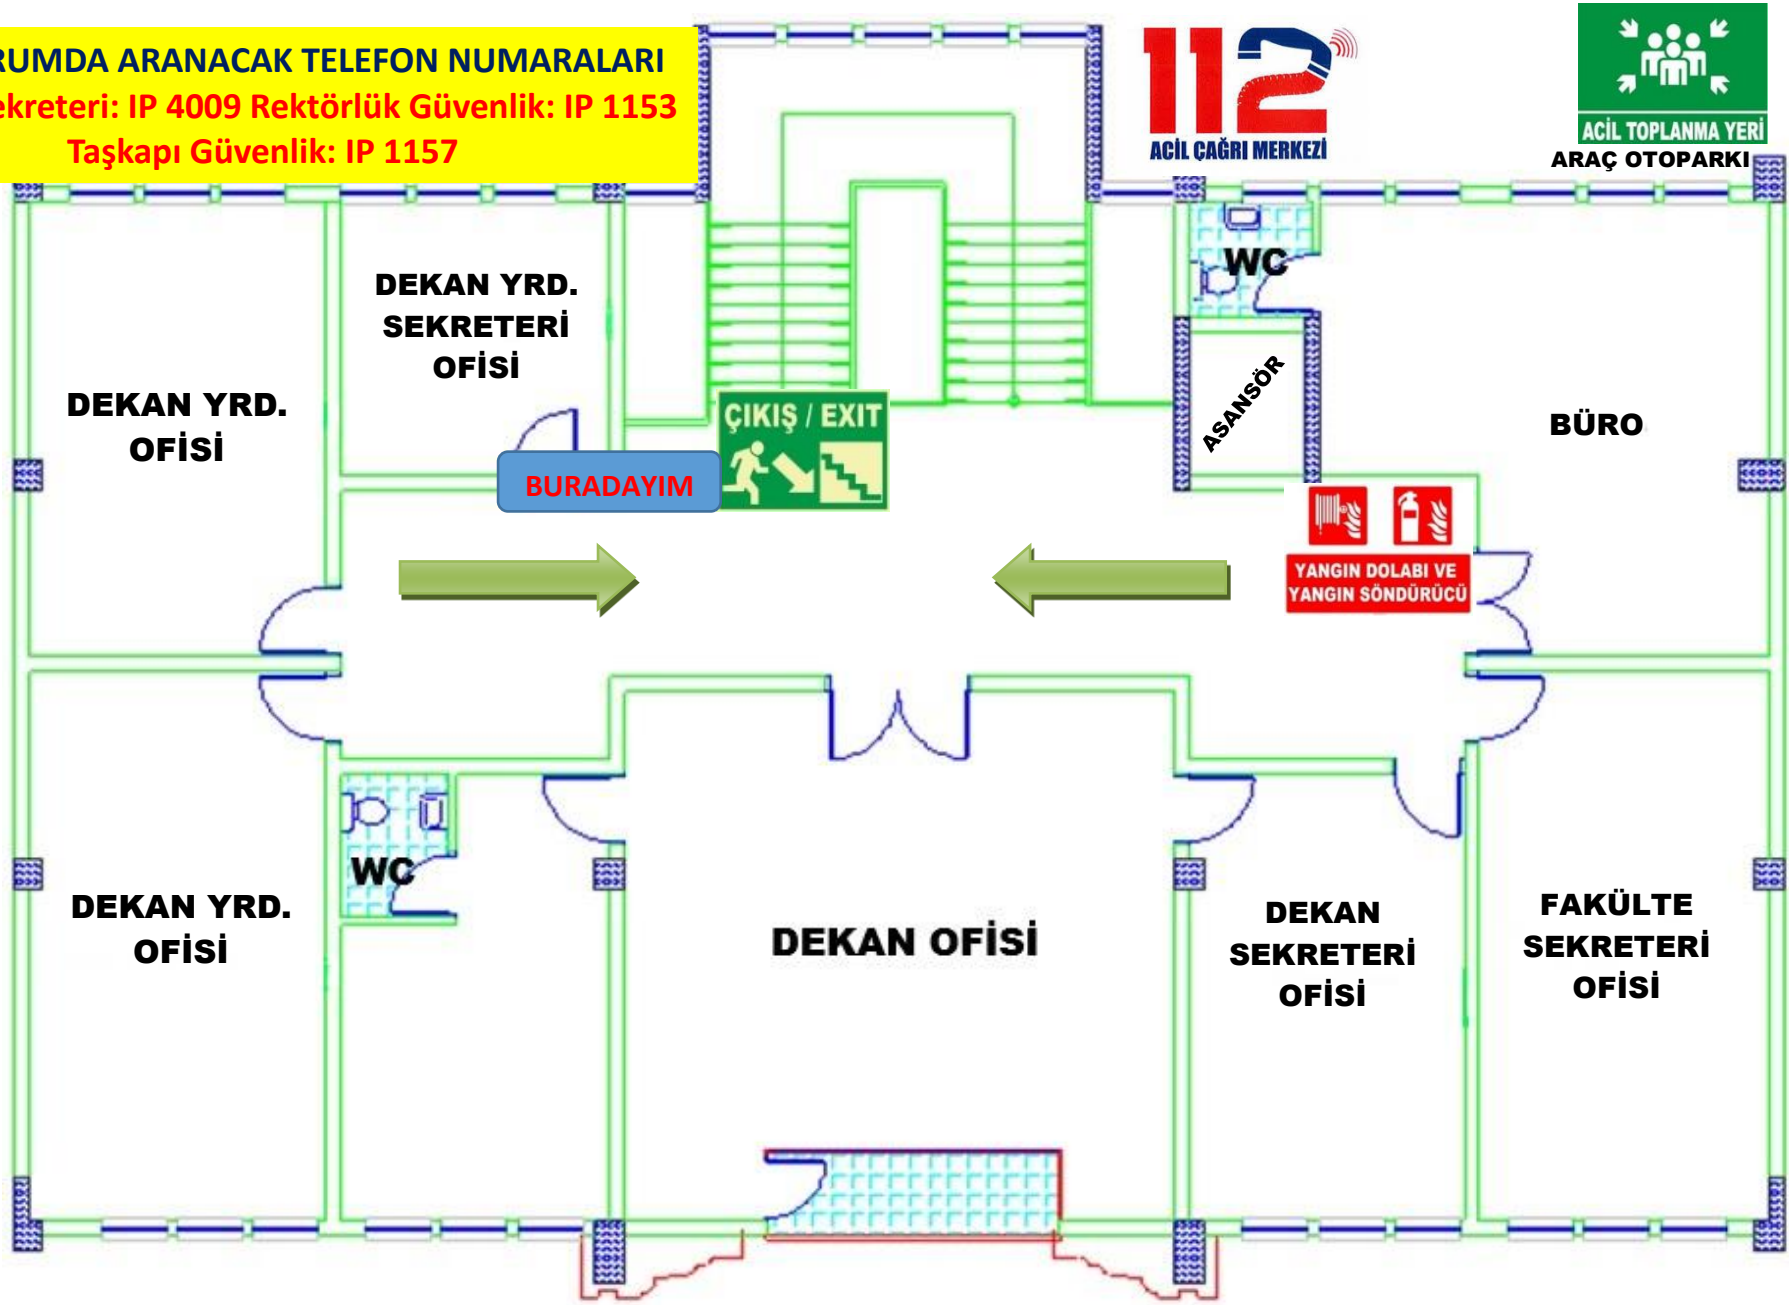 ARANACAK TELEFON NUMARALARI
IP 4009 Rektörlük Güvenlik: IP 1153
Taşkapı Güvenlik: IP 1157
112
ACİL ÇAĞRI MERKEZİ
ACİL TOPLANMA YERİ
ARAÇ OTOPARKI
DEKAN YRD.
OFİSİ
DEKAN YRD.
SEKRETERİ
OFİSİ
WC
ASANSÖR
BÜRO
ÇIKIŞ / EXIT
BURADAYIM
YANGIN DOLABI VE
YANGIN SÖNDÜRÜCÜ
DEKAN YRD.
OFİSİ
WC
DEKAN OFİSİ
DEKAN
SEKRETERİ
OFİSİ
FAKÜLTE
SEKRETERİ
OFİSİ